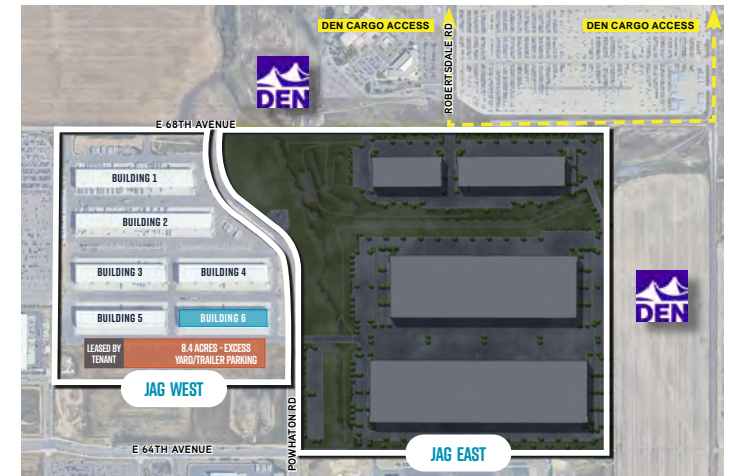 DEN CARGO ACCESS
DEN CARGO ACCESS
ROBERTSDALE RD
DEN
E 68TH AVENUE
BUILDING 1
BUILDING 2
BUILDING 3
BUILDING 4
BUILDING 5
BUILDING 6
DEN
LEASED BY
TENANT
8.4 ACRES - EXCESS
YARD/TRAILER PARKING
JAG WEST
POWHATON RD
E 64TH AVENUE
JAG EAST